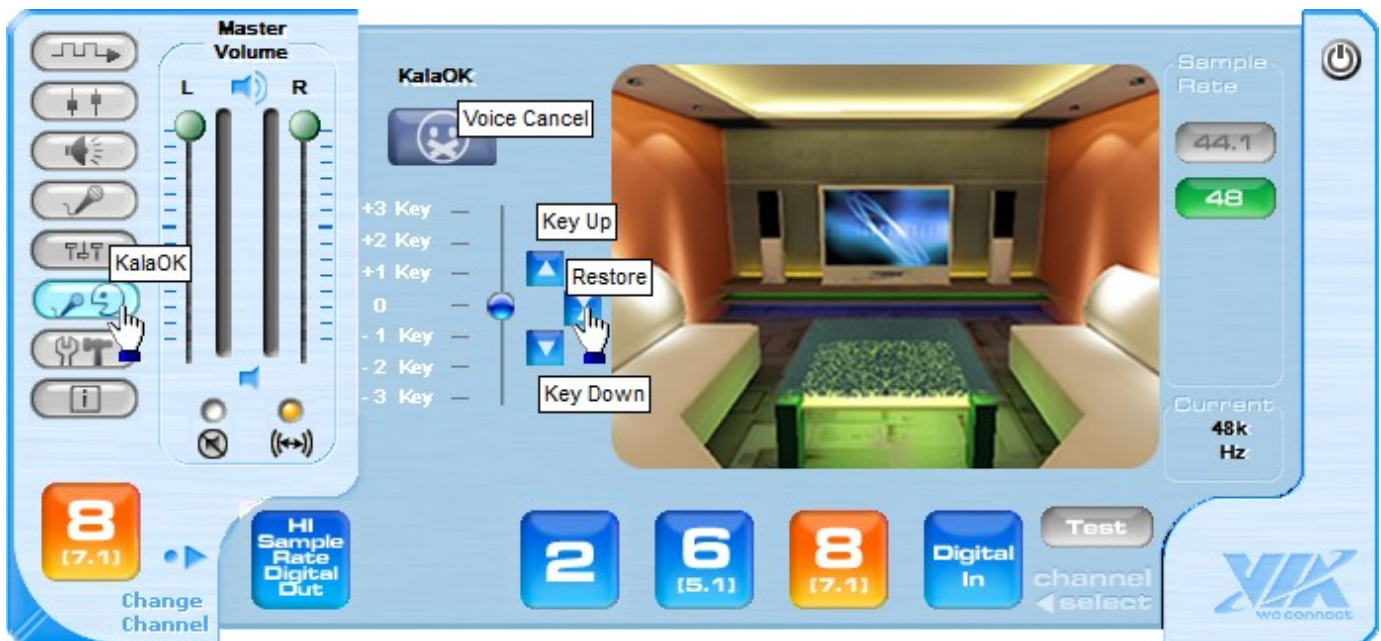 Master
Volume
L
R
KalaOK
Voice Cancel
+3 Key
+2 Key
+1 Key
0
- 1 Key
- 2 Key
- 3 Key
Key Up
Restore
Key Down
KalaOK
Sample
Rate
44.1
48
Current
48k
Hz
8
[7.1]
Change
Channel
HI
Sample
Rate
Digital
Out
2
6
[5.1]
8
[7.1]
Digital
In
Test
channel
select
VIA
we connect